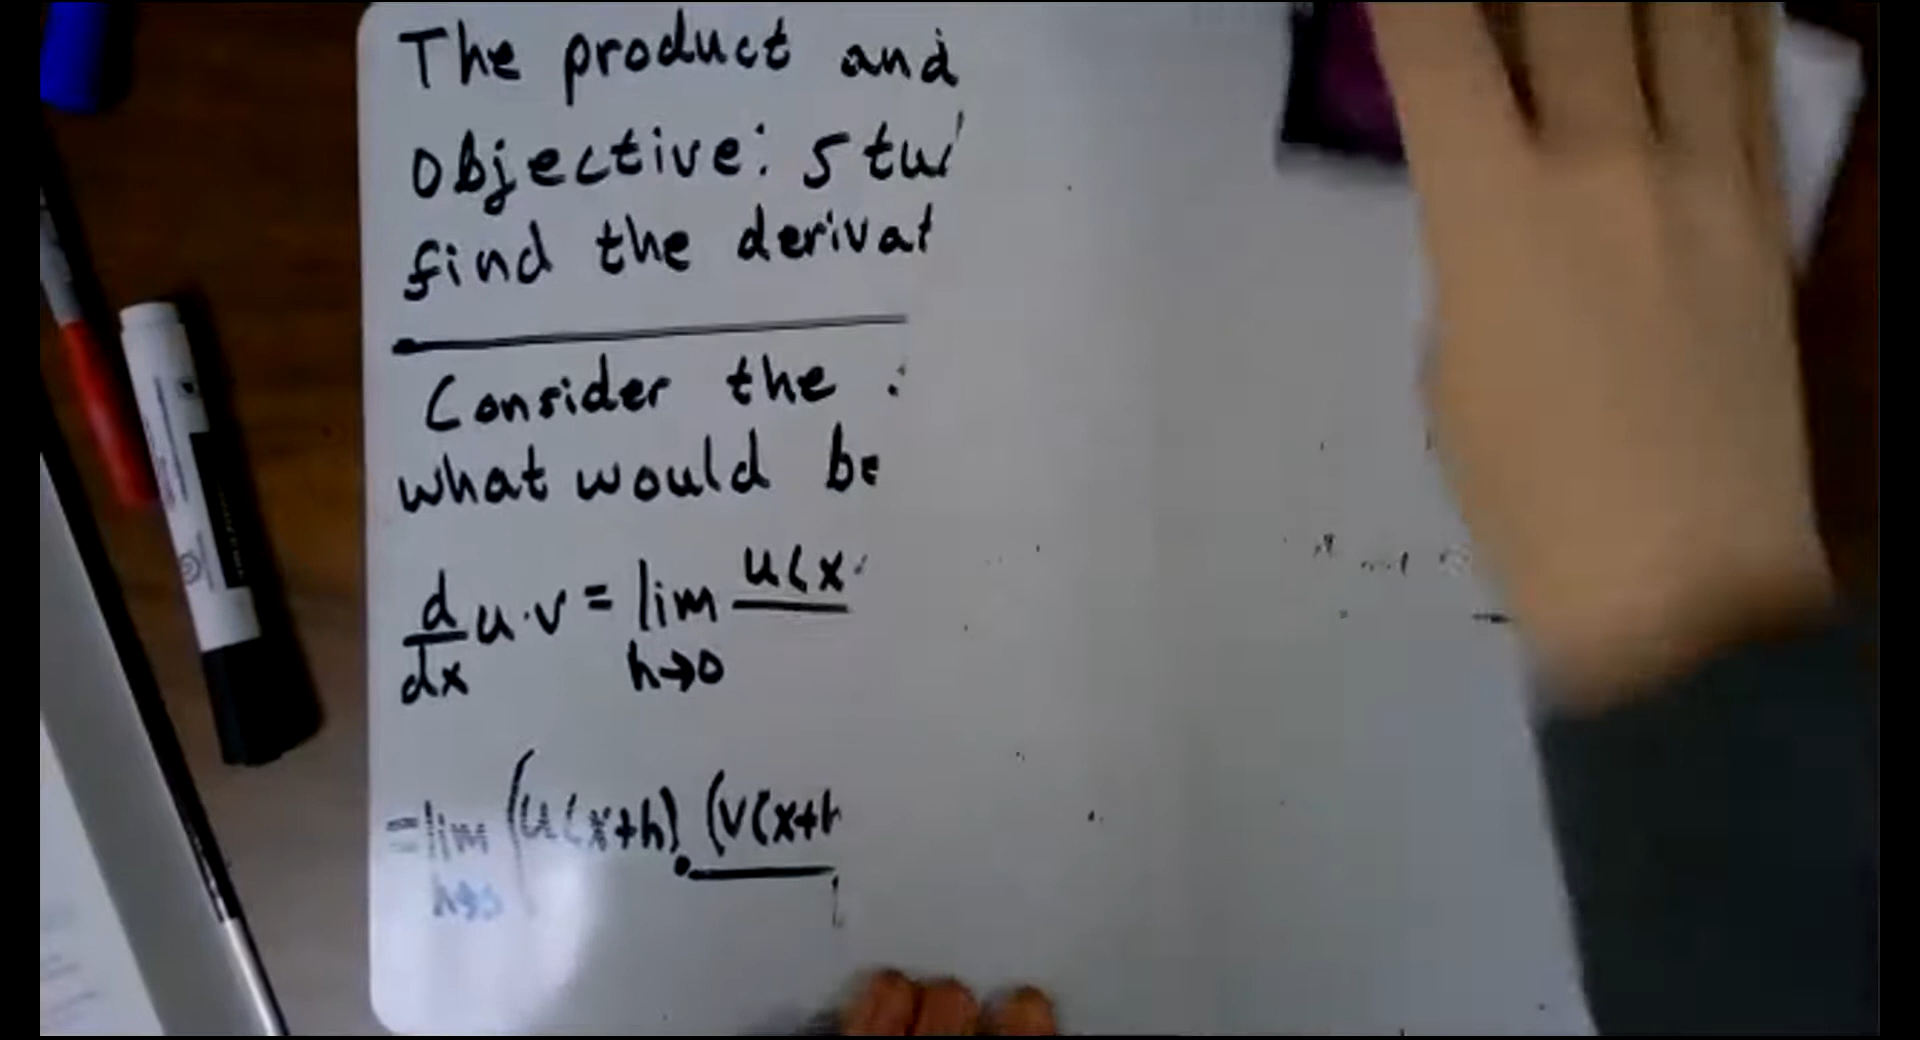 The product and
Objective: stu
find the derivat
Consider the
what would be
d/dx u·v = lim h→0 u(x
= lim h→0 (u(x+h) · (v(x+h